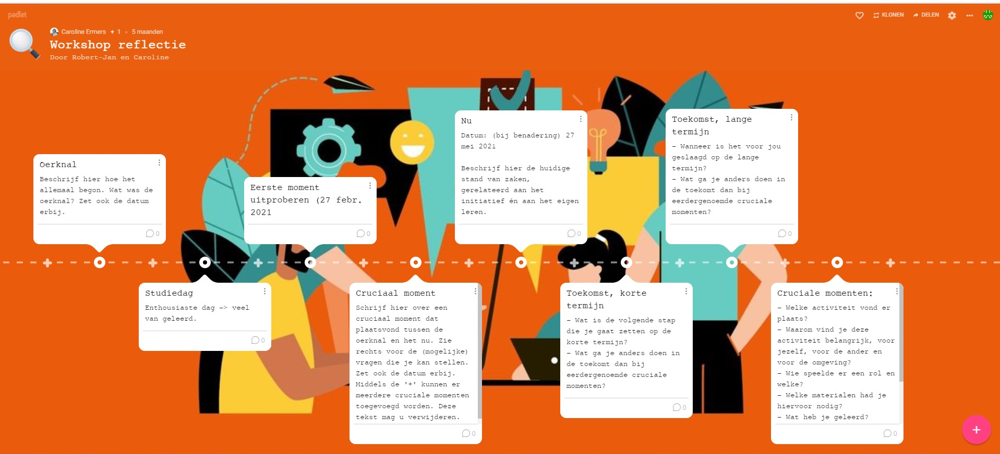 padlet
KLONEN
DELEN
Caroline Ermers + 1 • 5 maanden
Workshop reflectie
Door Robert-Jan en Caroline
Oerknal
Beschrijf hier hoe het
allemaal begon. Wat was de
oerknal? Zet ook de datum
erbij.
0
Studiedag
Enthousiaste dag -> veel
van geleerd.
0
Eerste moment
uitproberen (27 febr.
2021
0
Cruciaal moment
Schrijf hier over een
cruciaal moment dat
plaatsvond tussen de
oerknal en het nu. Zie
rechts voor de (mogelijke)
vragen die je kan stellen.
Zet ook de datum erbij.
Middels de '+' kunnen er
meerdere cruciale momenten
toegevoegd worden. Deze
tekst mag u verwijderen.
0
Nu
Datum: (bij benadering) 27
mei 2021
Beschrijf hier de huidige
stand van zaken,
gerelateerd aan het
initiatief én aan het eigen
leren.
0
Toekomst, korte
termijn
- Wat is de volgende stap
die je gaat zetten op de
korte termijn?
- Wat ga je anders doen in
de toekomt dan bij
eerdergenoemde cruciale
momenten?
0
Toekomst, lange
termijn
- Wanneer is het voor jou
geslaagd op de lange
termijn?
- Wat ga je anders doen in
de toekomt dan bij
eerdergenoemde cruciale
momenten?
0
Cruciale momenten:
- Welke activiteit vond er
plaats?
- Waarom vind je deze
activiteit belangrijk, voor
jezelf, voor de ander en
voor de omgeving?
- Wie speelde er een rol en
welke?
- Welke materialen had je
hiervoor nodig?
- Wat heb je geleerd?
0